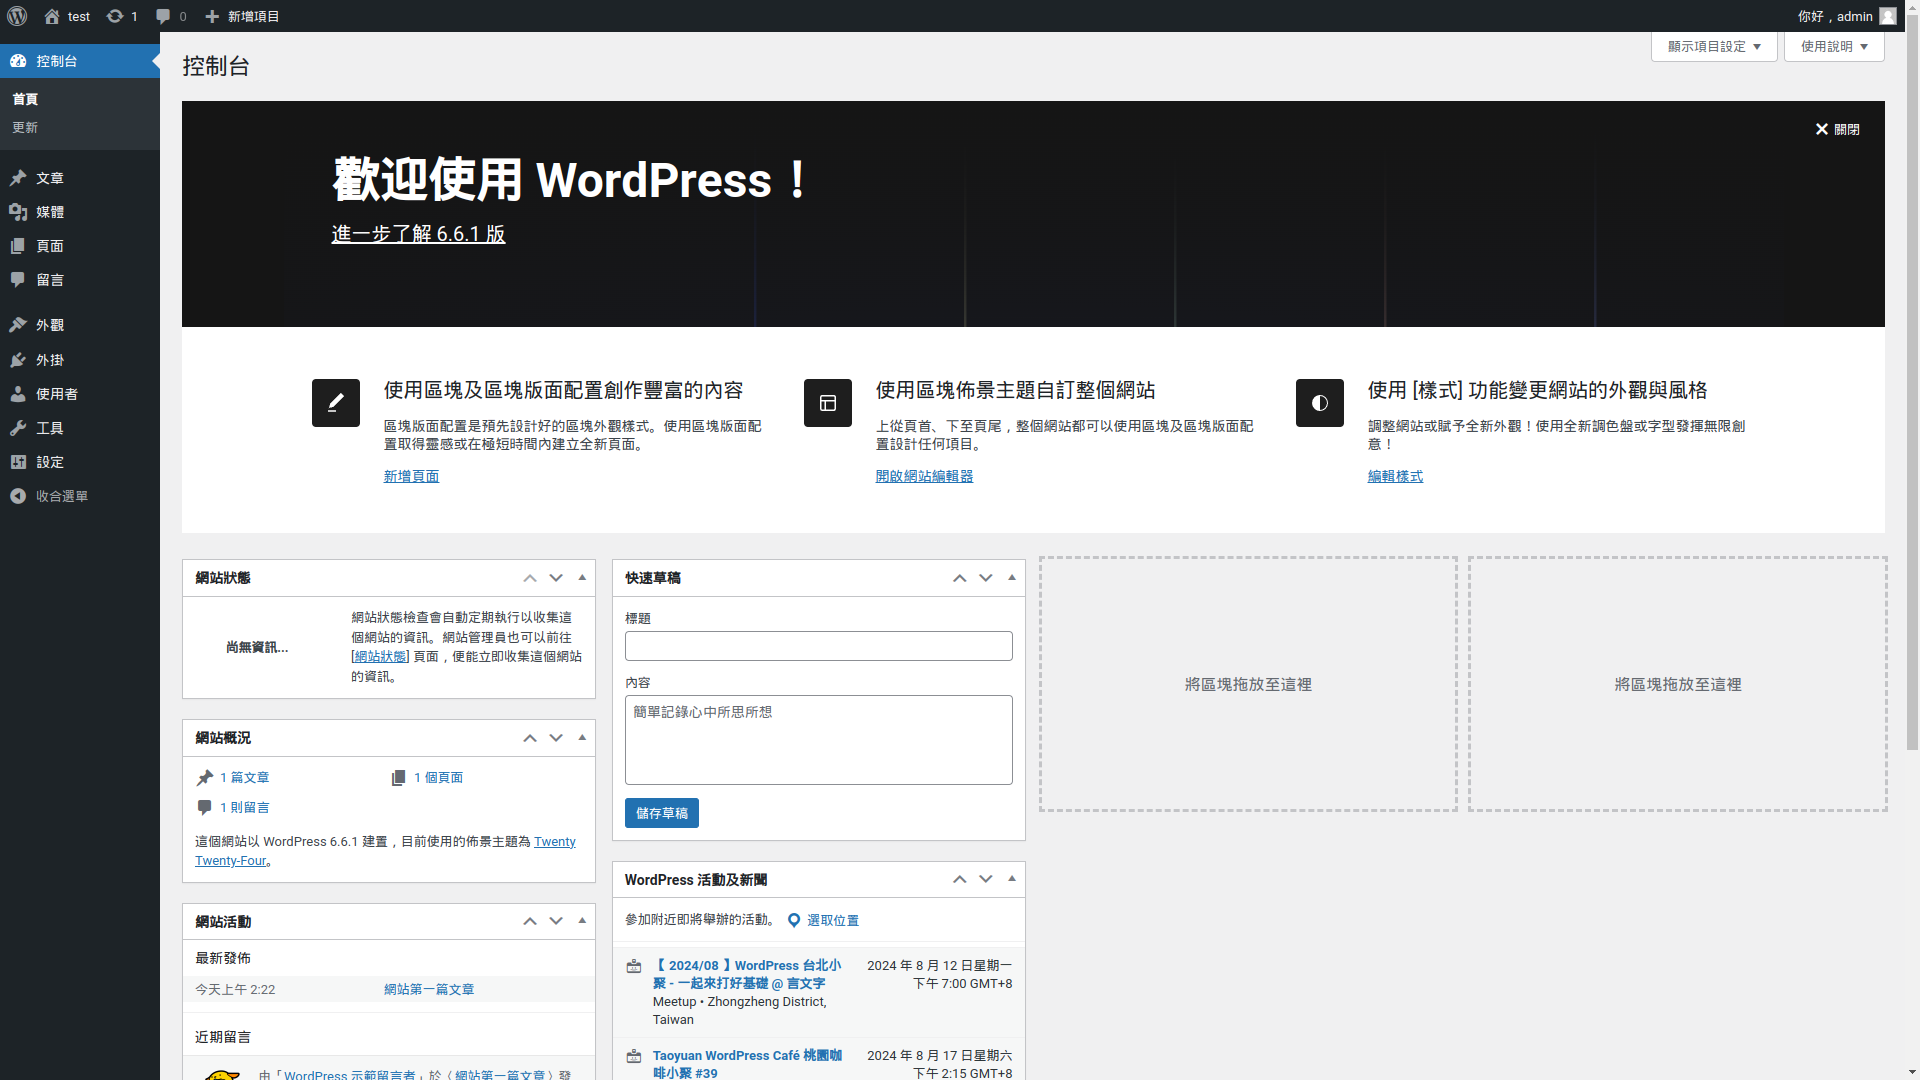 test
1
0
新增項目
你好，admin
控制台
首頁
更新
文章
媒體
頁面
留言
外觀
外掛
使用者
工具
設定
收合選單
控制台
顯示項目設定
使用說明
關閉
歡迎使用 WordPress！
進一步了解 6.6.1 版
使用區塊及區塊版面配置創作豐富的內容
區塊版面配置是預先設計好的區塊外觀樣式。使用區塊版面配
置取得靈感或在極短時間內建立全新頁面。
新增頁面
使用區塊佈景主題自訂整個網站
上從頁首、下至頁尾，整個網站都可以使用區塊及區塊版面配
置設計任何項目。
開啟網站編輯器
使用 [樣式] 功能變更網站的外觀與風格
調整網站或賦予全新外觀！使用全新調色盤或字型發揮無限創
意！
編輯樣式
網站狀態
尚無資訊...
網站狀態檢查會自動定期執行以收集這
個網站的資訊。網站管理員也可以前往
[網站狀態] 頁面，便能立即收集這個網站
的資訊。
網站概況
1 篇文章
1 個頁面
1 則留言
這個網站以 WordPress 6.6.1 建置，目前使用的佈景主題為 Twenty
Twenty-Four。
網站活動
最新發佈
今天上午 2:22
網站第一篇文章
近期留言
由「WordPress 示範留言者」於〈網站第一篇文章〉發
快速草稿
標題
內容
簡單記錄心中所思所想
儲存草稿
WordPress 活動及新聞
參加附近即將舉辦的活動。
選取位置
【 2024/08 】WordPress 台北小
聚 - 一起來打好基礎 @ 言文字
Meetup • Zhongzheng District,
Taiwan
2024 年 8 月 12 日星期一
下午 7:00 GMT+8
Taoyuan WordPress Café 桃園咖
啡小聚 #39
2024 年 8 月 17 日星期六
下午 2:15 GMT+8
將區塊拖放至這裡
將區塊拖放至這裡